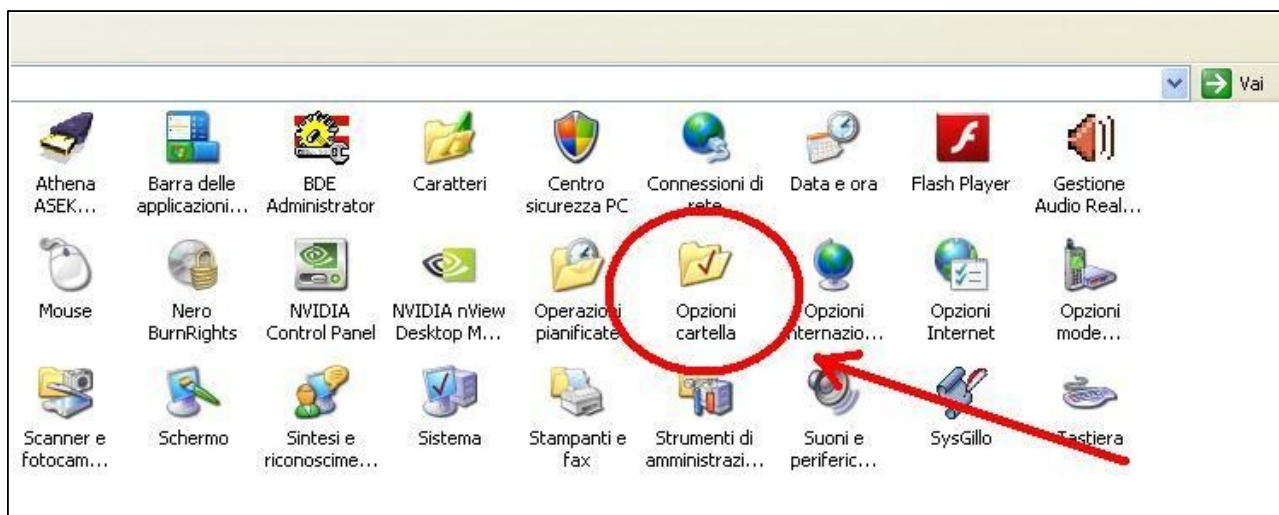 Vai
Athena
ASEK...
Barra delle
applicazioni...
BDE
Administrator
Caratteri
Centro
sicurezza PC
Connessioni di
rete
Data e ora
Flash Player
Gestione
Audio Real...
Mouse
Nero
BurnRights
NVIDIA
Control Panel
NVIDIA nView
Desktop M...
Operazioni
pianificate
Opzioni
cartella
Opzioni
internazio...
Opzioni
Internet
Opzioni
mode...
Scanner e
fotocam...
Schermo
Sintesi e
riconoscime...
Sistema
Stampanti e
fax
Strumenti di
amministrazi...
Suoni e
periferic...
SysGillo
Tastiera